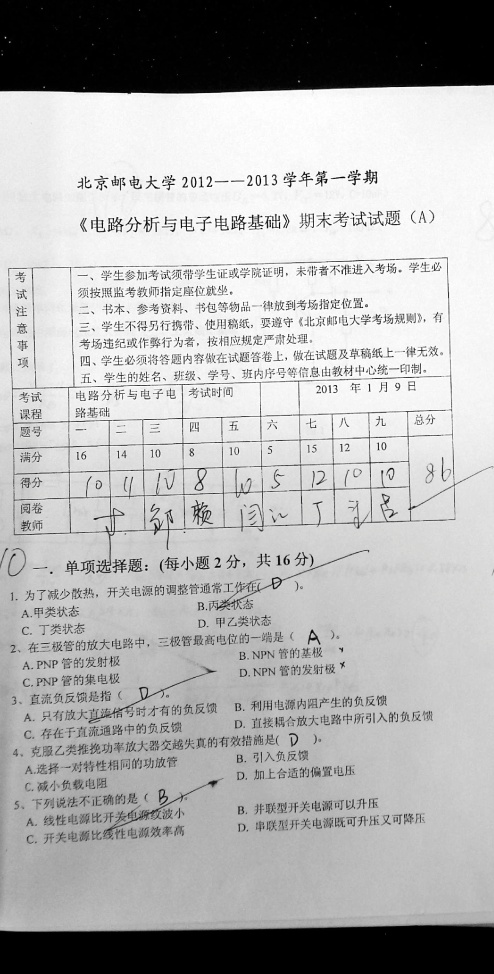 北京邮电大学 2012——2013 学年第一学期
《电路分析与电子电路基础》期末考试试题（A）
考试注意事项
一、学生参加考试须带学生证或学院证明，未带者不准进入考场。学生必
须按照监考教师指定座位就坐。
二、书本、参考资料、书包等物品一律放到考场指定位置。
三、学生不得另行携带、使用稿纸，要遵守《北京邮电大学考场规则》，有
考场违纪或作弊行为者，按相应规定严肃处理。
四、学生必须将答题内容做在试题答卷上，做在试题及草稿纸上一律无效。
五、学生的姓名、班级、学号、班内序号等信息由教材中心统一印制。
考试课程 电路分析与电子电路基础 考试时间 2013 年 1 月 9 日
题号 一 二 三 四 五 六 七 八 九 总分
满分 16 14 10 8 10 5 15 12 10
得分 10 11 10 8 10 5 12 10 10 86
阅卷教师 邹 赖 闫 丁
10 一．单项选择题：（每小题 2 分，共 16 分）
1. 为了减少散热，开关电源的调整管通常工作在( D )。
A.甲类状态 B.丙类状态
C. 丁类状态 D. 甲乙类状态
2、在三极管的放大电路中，三极管最高电位的一端是（ A ）。
A. PNP 管的发射极 B. NPN 管的基极 ×
C. PNP 管的集电极 D. NPN 管的发射极 ×
3、直流负反馈是指（ D ）。
A. 只有放大直流信号时才有的负反馈 B. 利用电源内阻产生的负反馈
C. 存在于直流通路中的负反馈 D. 直接耦合放大电路中所引入的负反馈
4、克服乙类推挽功率放大器交越失真的有效措施是( D )。
A.选择一对特性相同的功放管 B. 引入负反馈
C. 减小负载电阻 D. 加上合适的偏置电压
5、下列说法不正确的是（ B ）。
A. 线性电源比开关电源纹波小 B. 并联型开关电源可以升压
C. 开关电源比线性电源效率高 D. 串联型开关电源既可升压又可降压